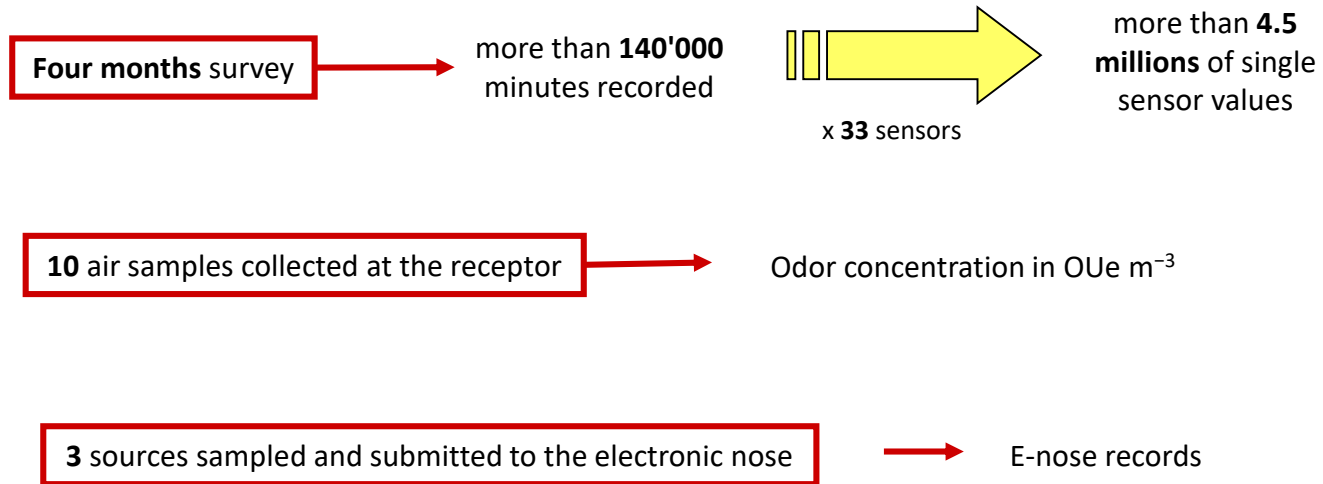 Four months survey
more than 140'000
minutes recorded
x 33 sensors
more than 4.5
millions of single
sensor values
10 air samples collected at the receptor
Odor concentration in OUe m⁻³
3 sources sampled and submitted to the electronic nose
E-nose records